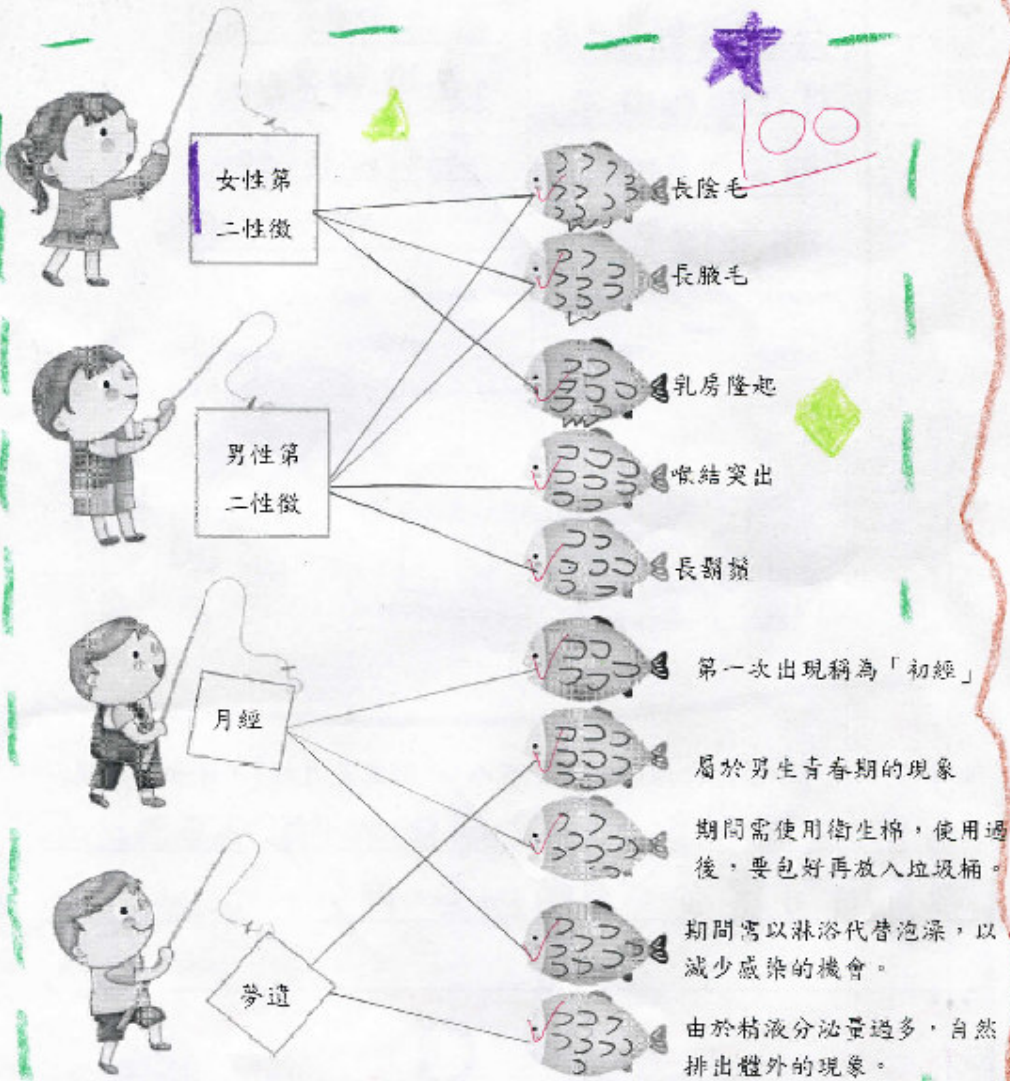 100
女性第
二性徵
長陰毛
長腋毛
乳房隆起
男性第
二性徵
喉結突出
長鬍鬚
第一次出現稱為「初經」
月經
屬於男生青春期的現象
期間需使用衛生棉，使用過
後，要包好再放入垃圾桶。
期間需以淋浴代替泡澡，以
減少感染的機會。
夢遺
由於精液分泌量過多，自然
排出體外的現象。